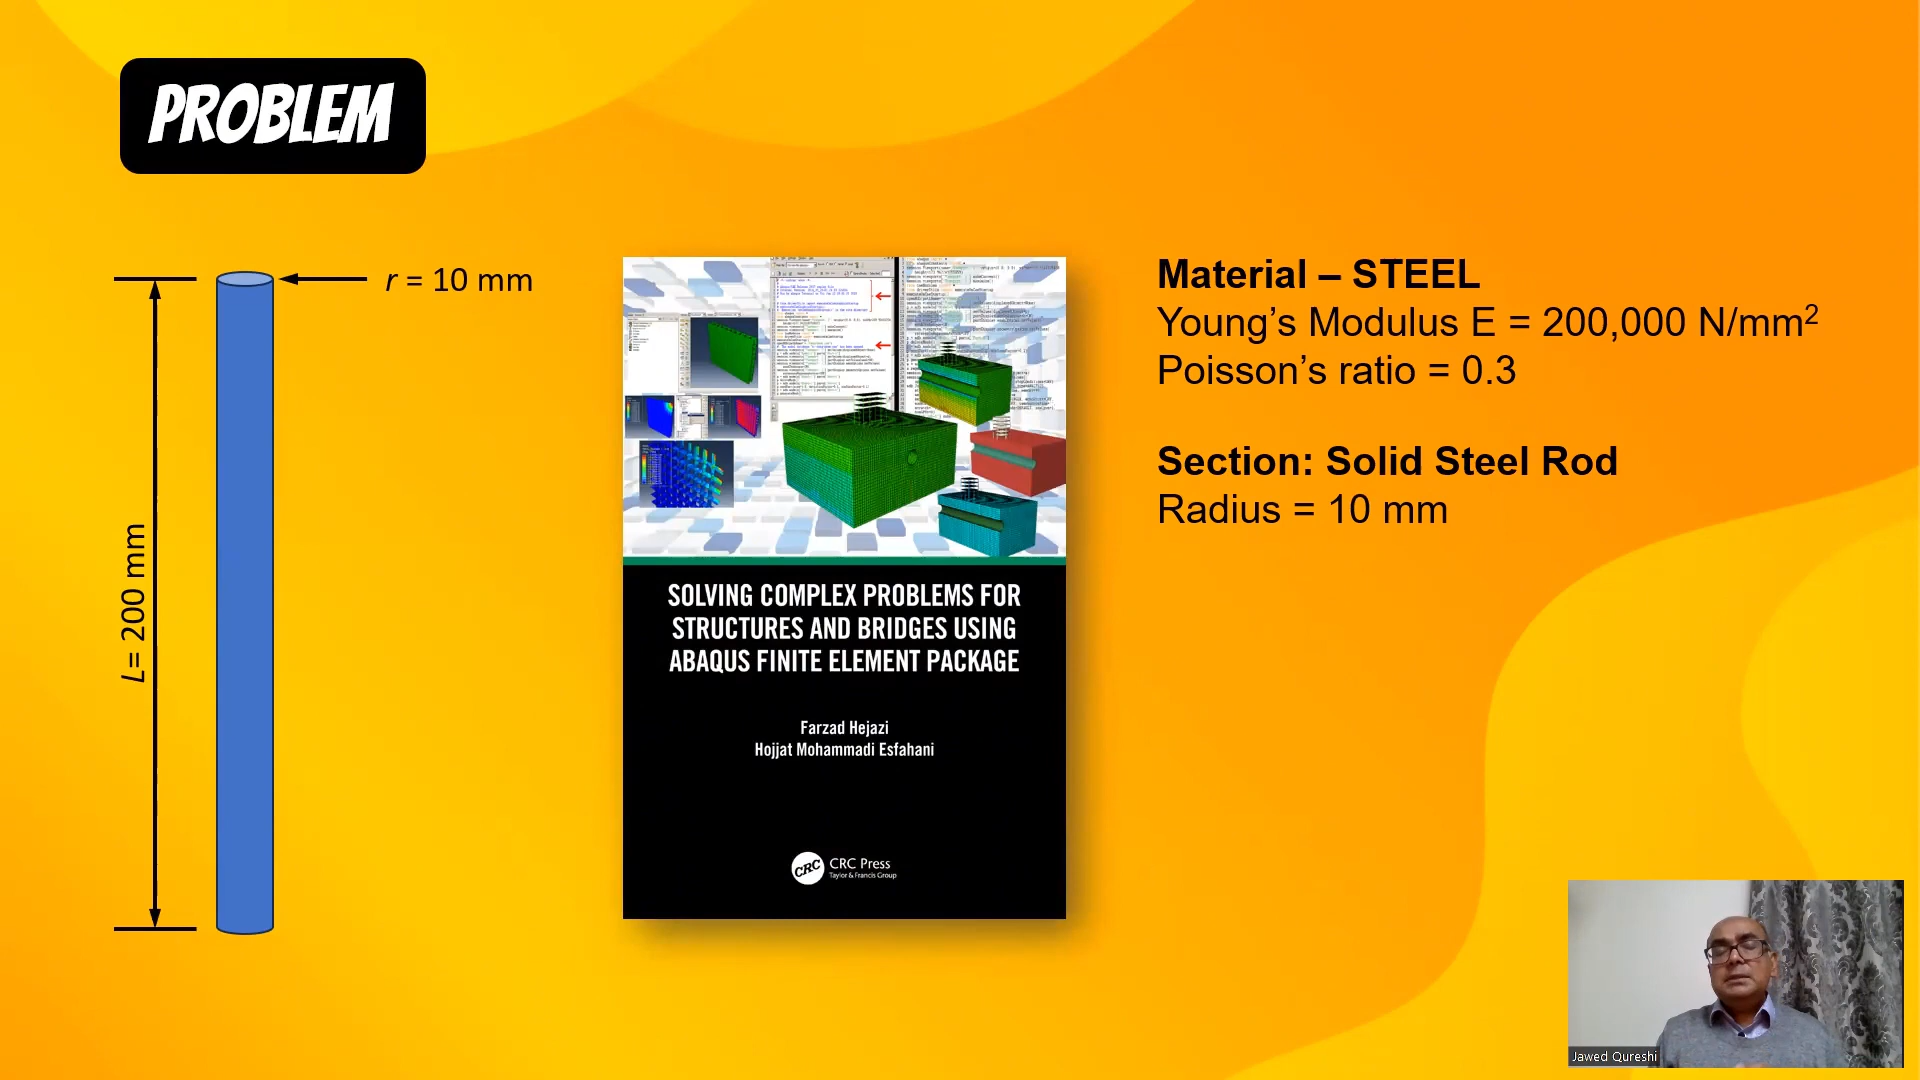 PROBLEM
r = 10 mm
L= 200 mm
SOLVING COMPLEX PROBLEMS FOR
STRUCTURES AND BRIDGES USING
ABAQUS FINITE ELEMENT PACKAGE
Farzad Hejazi
Hojjat Mohammadi Esfahani
CRC
CRC Press
Taylor & Francis Group
Material – STEEL
Young’s Modulus E = 200,000 N/mm²
Poisson’s ratio = 0.3
Section: Solid Steel Rod
Radius = 10 mm
Jawed Qureshi